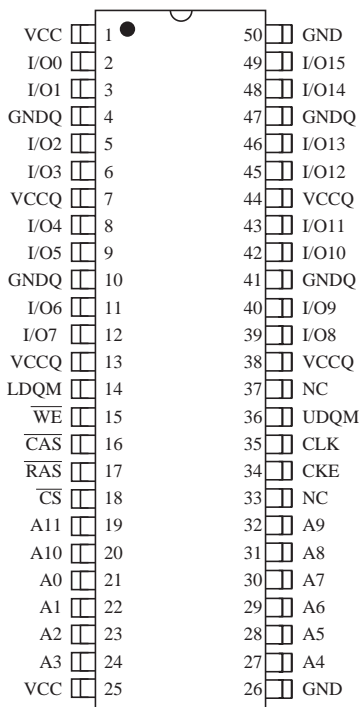 VCC 1 50 GND
I/O0 2 49 I/O15
I/O1 3 48 I/O14
GNDQ 4 47 GNDQ
I/O2 5 46 I/O13
I/O3 6 45 I/O12
VCCQ 7 44 VCCQ
I/O4 8 43 I/O11
I/O5 9 42 I/O10
GNDQ 10 41 GNDQ
I/O6 11 40 I/O9
I/O7 12 39 I/O8
VCCQ 13 38 VCCQ
LDQM 14 37 NC
W̅E̅ 15 36 UDQM
C̅A̅S̅ 16 35 CLK
R̅A̅S̅ 17 34 CKE
C̅S̅ 18 33 NC
A11 19 32 A9
A10 20 31 A8
A0 21 30 A7
A1 22 29 A6
A2 23 28 A5
A3 24 27 A4
VCC 25 26 GND